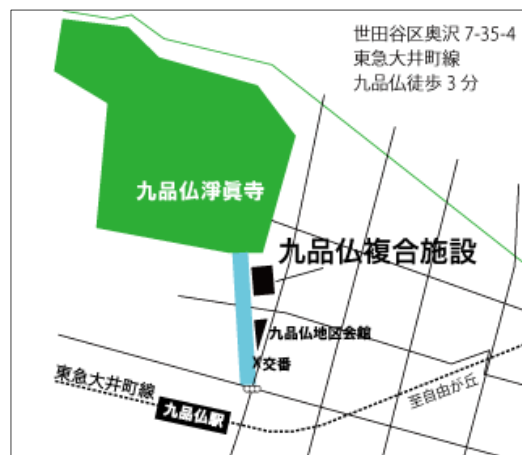 世田谷区奥沢 7-35-4
東急大井町線
九品仏徒歩 3 分
九品仏淨眞寺
九品仏複合施設
九品仏地区会館
交番
東急大井町線
九品仏駅
至自由が丘